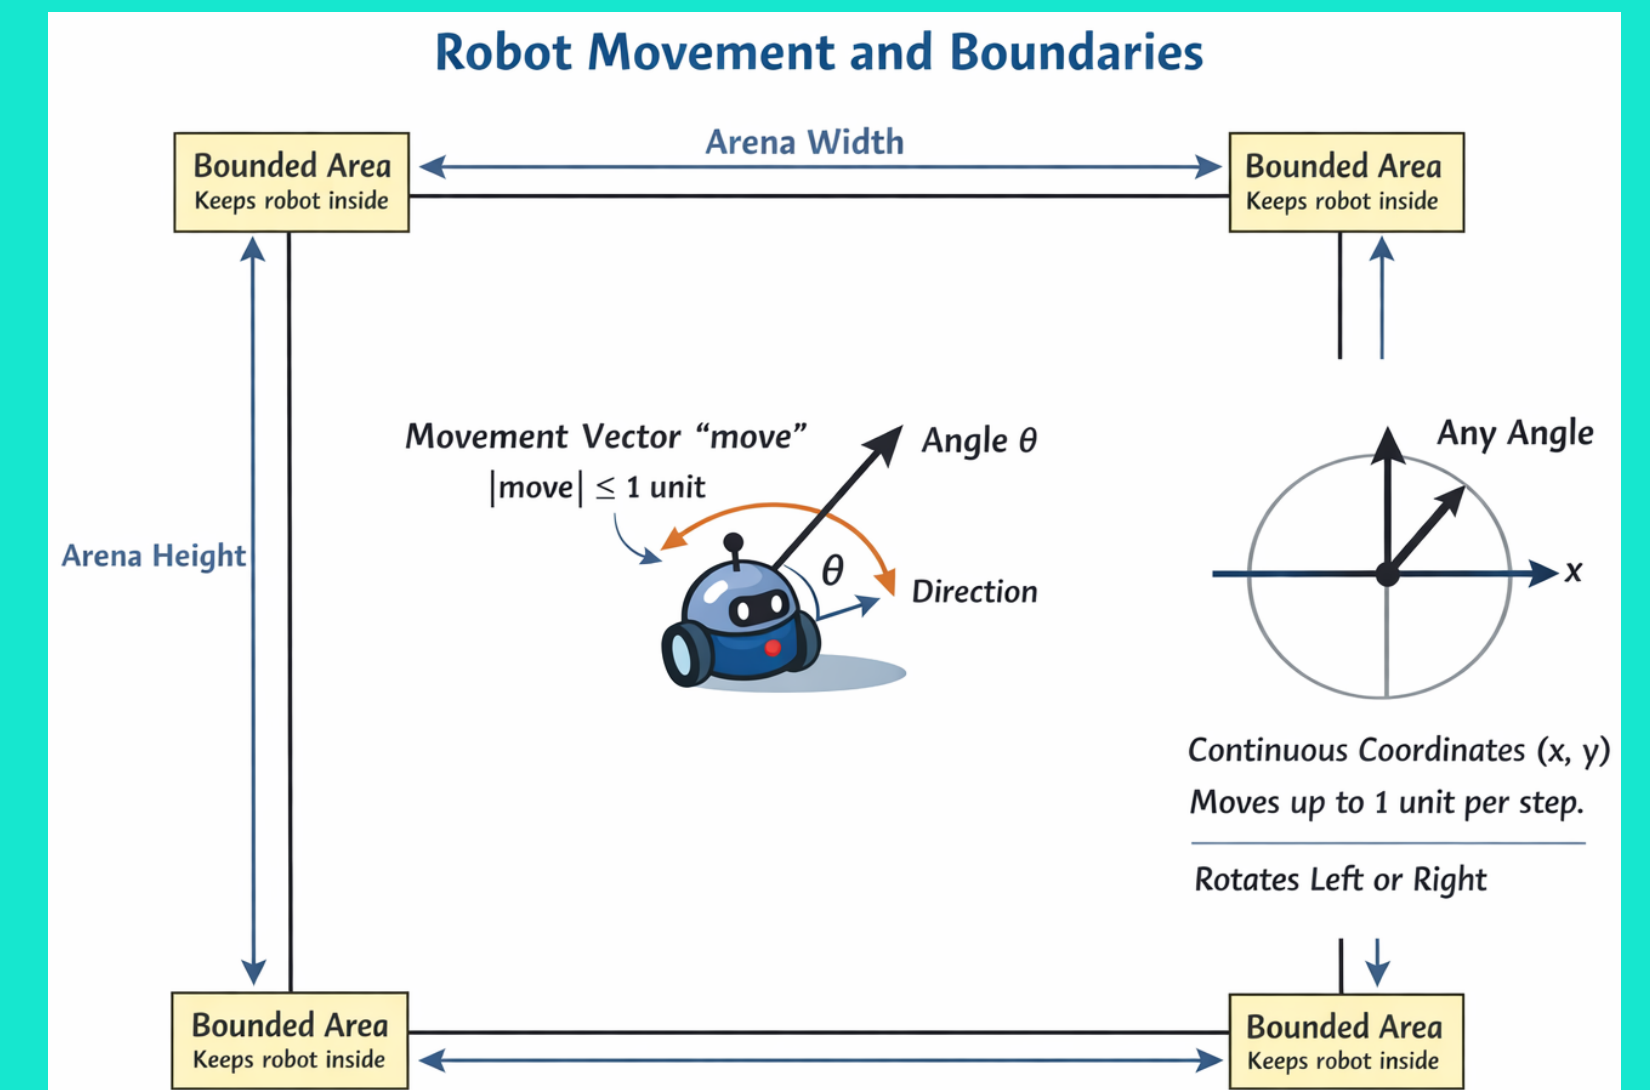 Robot Movement and Boundaries
Bounded Area
Keeps robot inside
Arena Width
Bounded Area
Keeps robot inside
Movement Vector “move”
|move| ≤ 1 unit
Angle θ
θ
Direction
Arena Height
Any Angle
x
Continuous Coordinates (x, y)
Moves up to 1 unit per step.
Rotates Left or Right
Bounded Area
Keeps robot inside
Bounded Area
Keeps robot inside